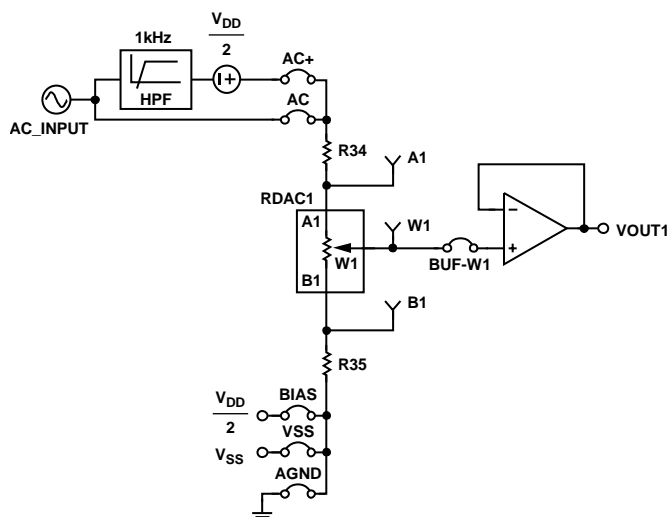 1kHz
VDD
2
AC+
HPF
AC
AC_INPUT
R34
A1
RDAC1
A1
W1
W1
B1
BUF-W1
−
+
VOUT1
B1
R35
VDD
2
BIAS
VSS
VSS
AGND